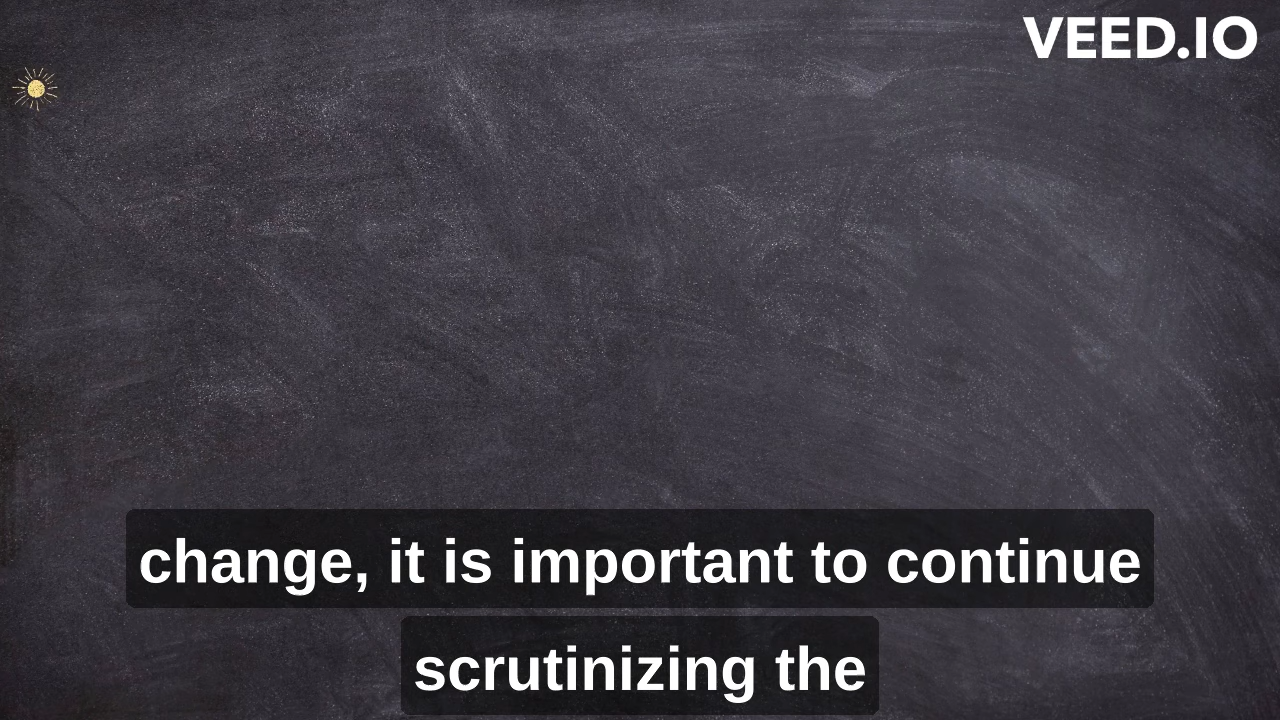 VEED.IO
change, it is important to continue
scrutinizing the